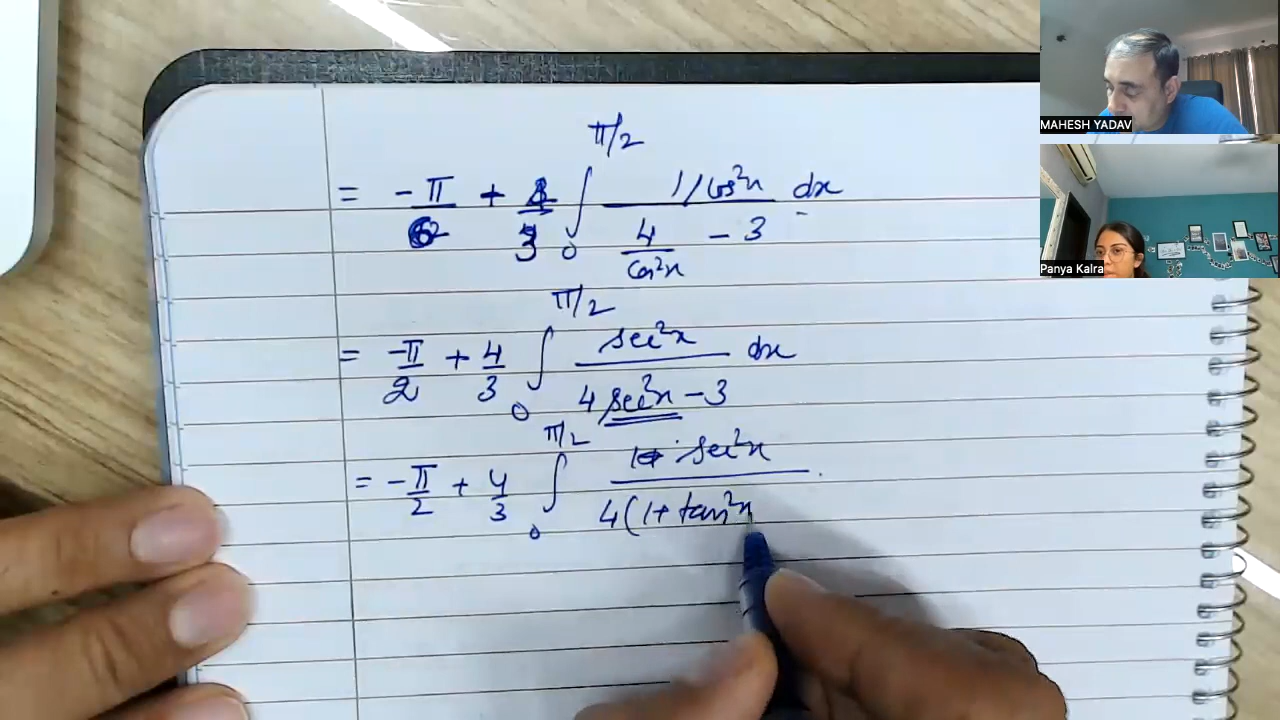 π/2
= -π/2 + 4/3 ∫ 1/cos²x dx
0 4/cos²x - 3
π/2
= -π/2 + 4/3 ∫ sec²x dx
0 4 sec²x - 3
π/2
= -π/2 + 4/3 ∫ sec²x
0 4(1+tan²x
MAHESH YADAV
Panya Kalra